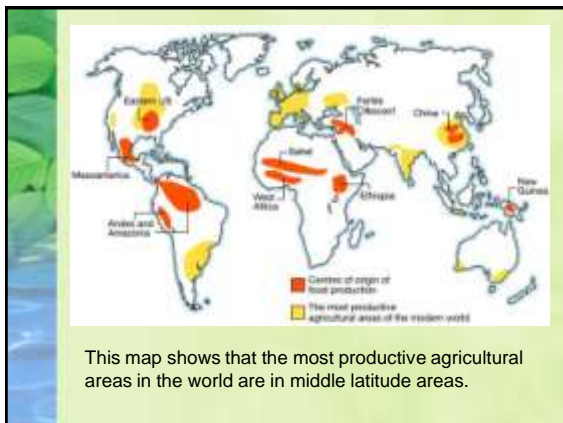 Eastern US
Fertile
Crescent
China
Sahel
Mesoamerica
New
Guinea
West
Africa
Ethiopia
Andes and
Amazonia
Centres of origin of
food production
The most productive
agricultural areas of the modern world
This map shows that the most productive agricultural
areas in the world are in middle latitude areas.